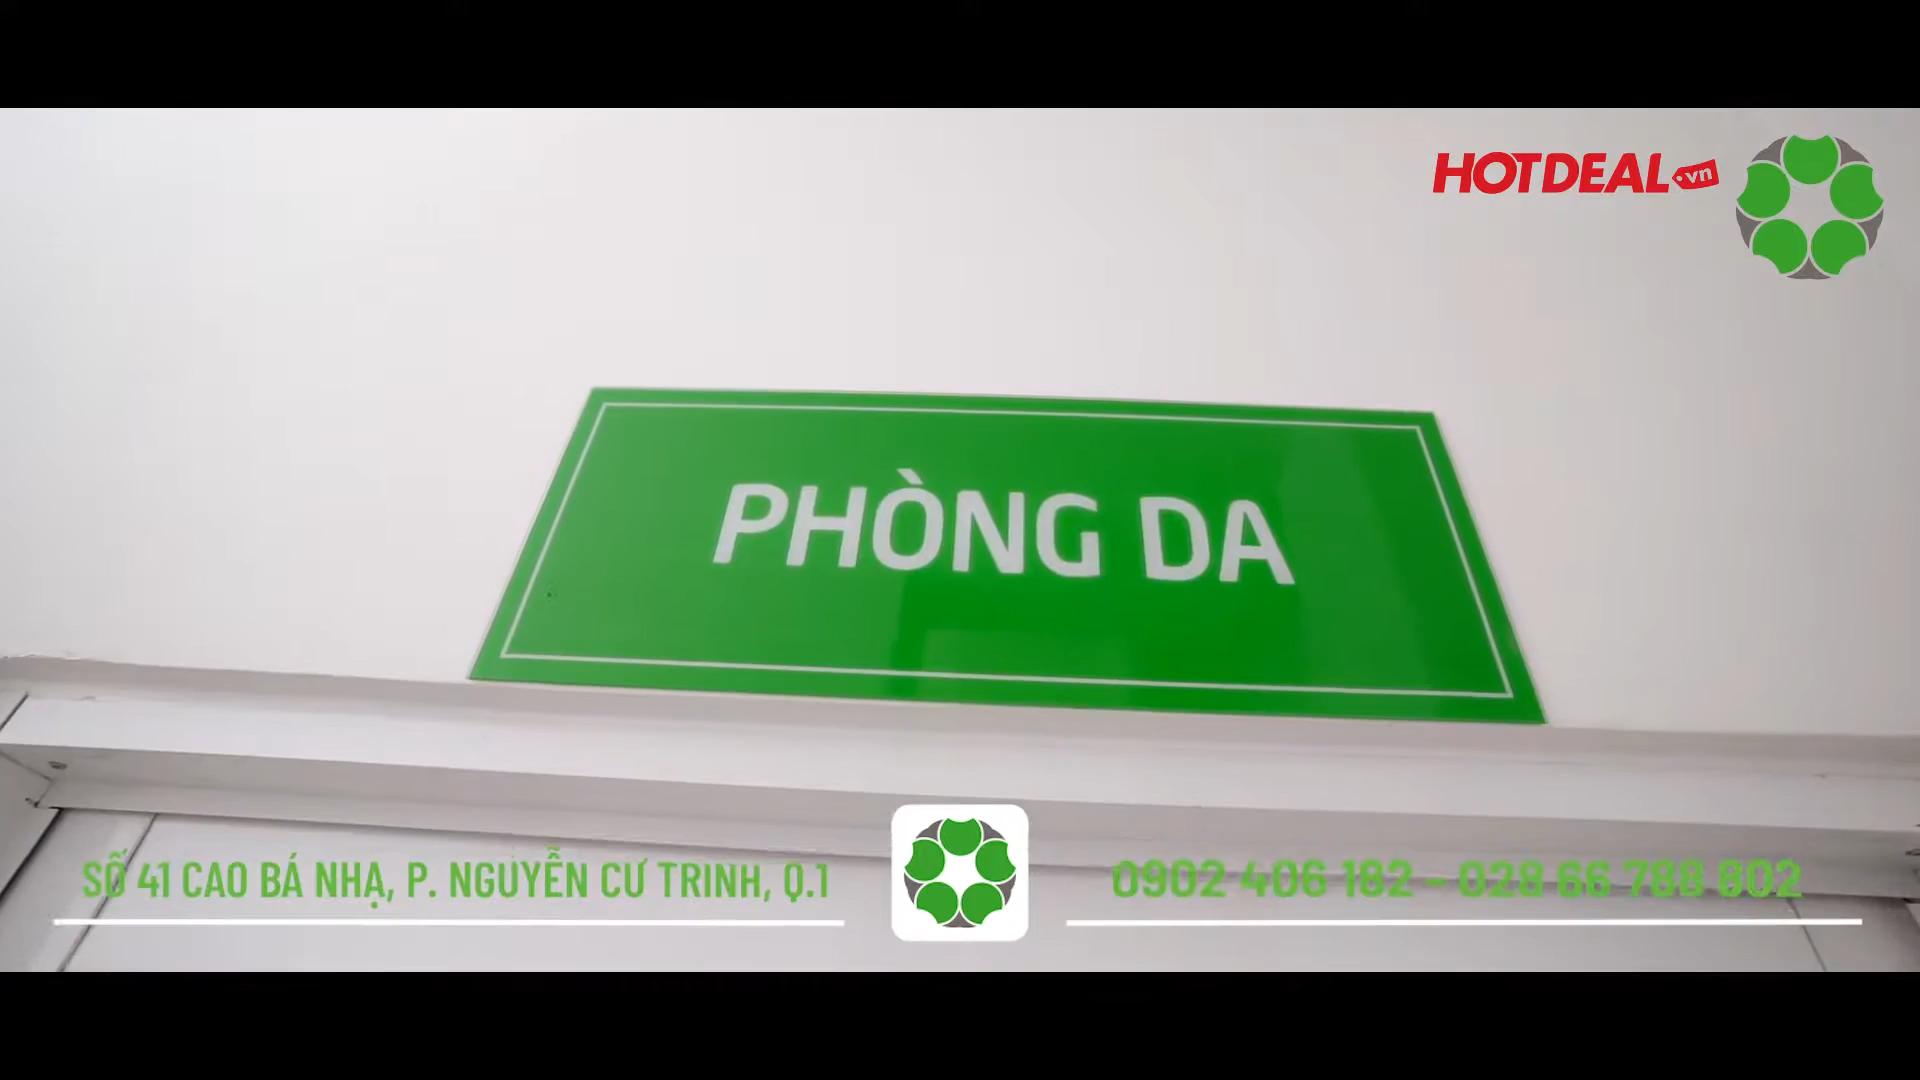 HOTDEAL.vn
PHÒNG DA
SỐ 41 CAO BÁ NHẠ, P. NGUYỄN CƯ TRINH, Q.1
0902 406 182 - 028 66 788 802